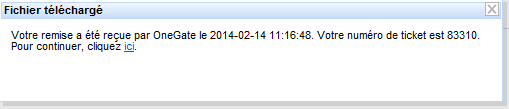 Fichier téléchargé
Votre remise a été reçue par OneGate le 2014-02-14 11:16:48. Votre numéro de ticket est 83310.
Pour continuer, cliquez ici.